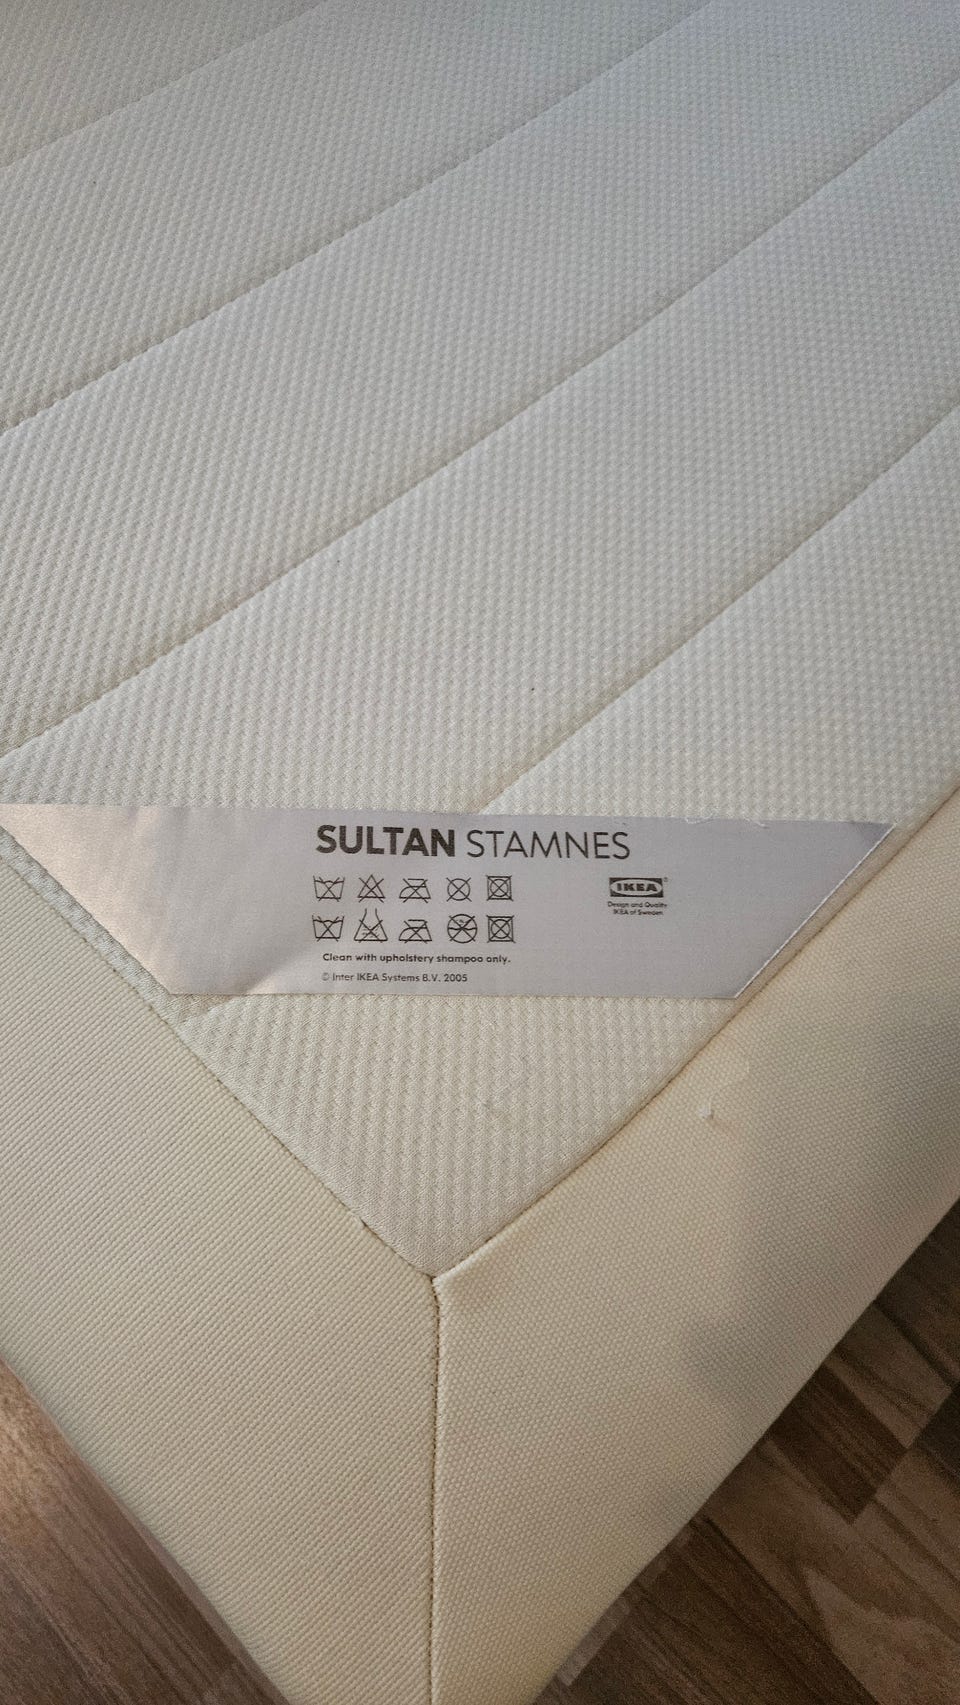 SULTAN STAMNES
IKEA®
Design and Quality
IKEA of Sweden
Clean with upholstery shampoo only.
© Inter IKEA Systems B.V. 2005